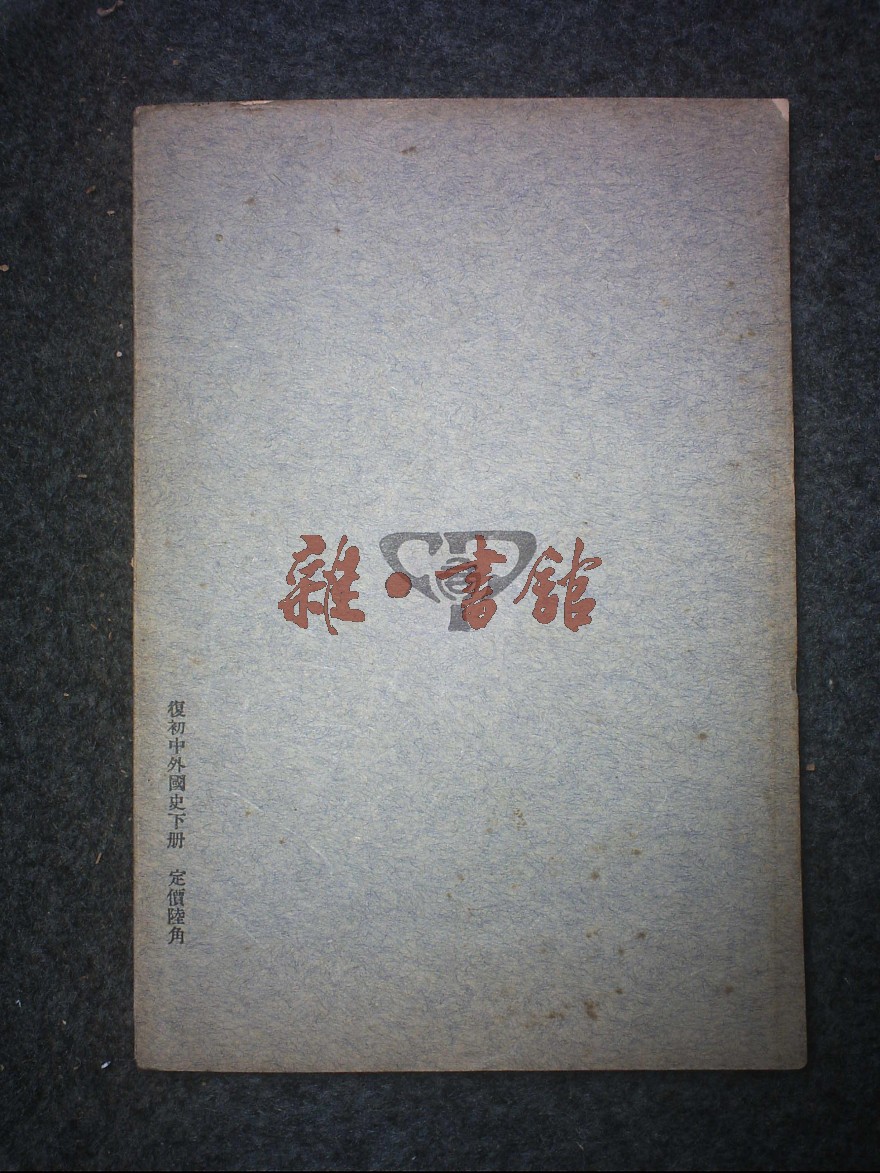 雜·書館
復初中外國史下册 定價陸角